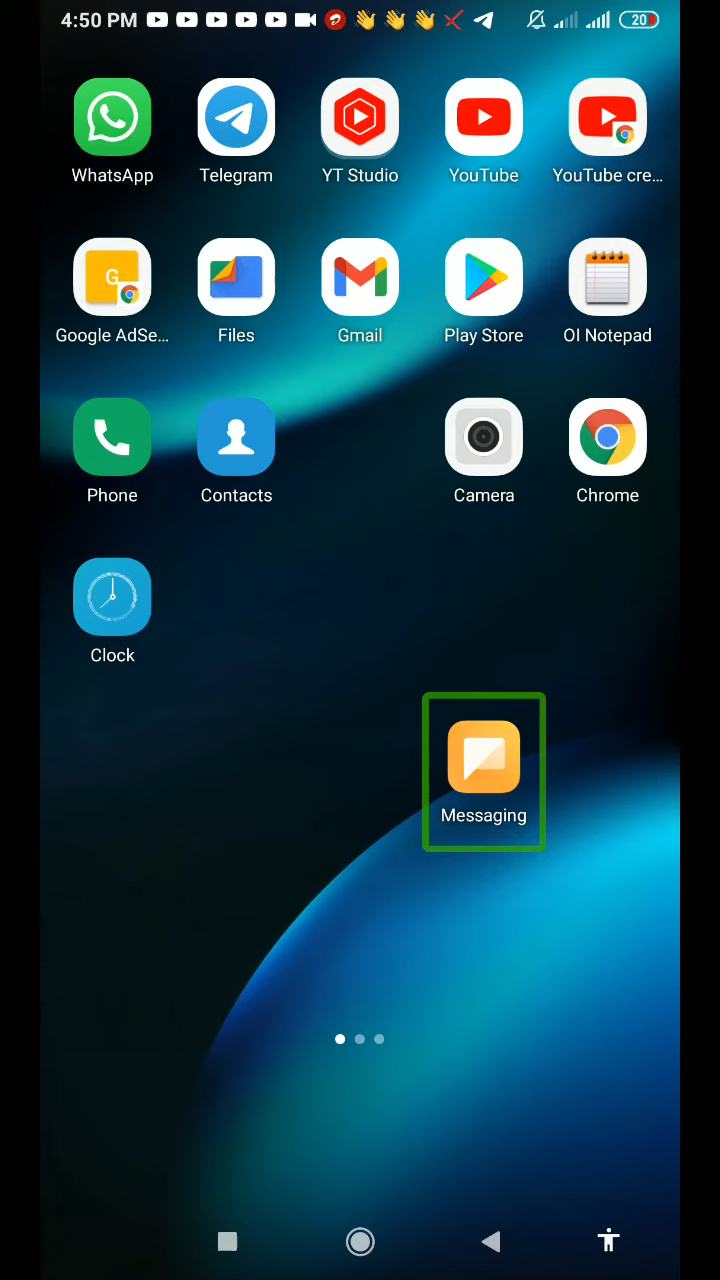 4:50 PM 20
WhatsApp Telegram YT Studio YouTube YouTube cre...
G
Google AdSe... Files Gmail Play Store OI Notepad
Phone Contacts Camera Chrome
Clock
Messaging